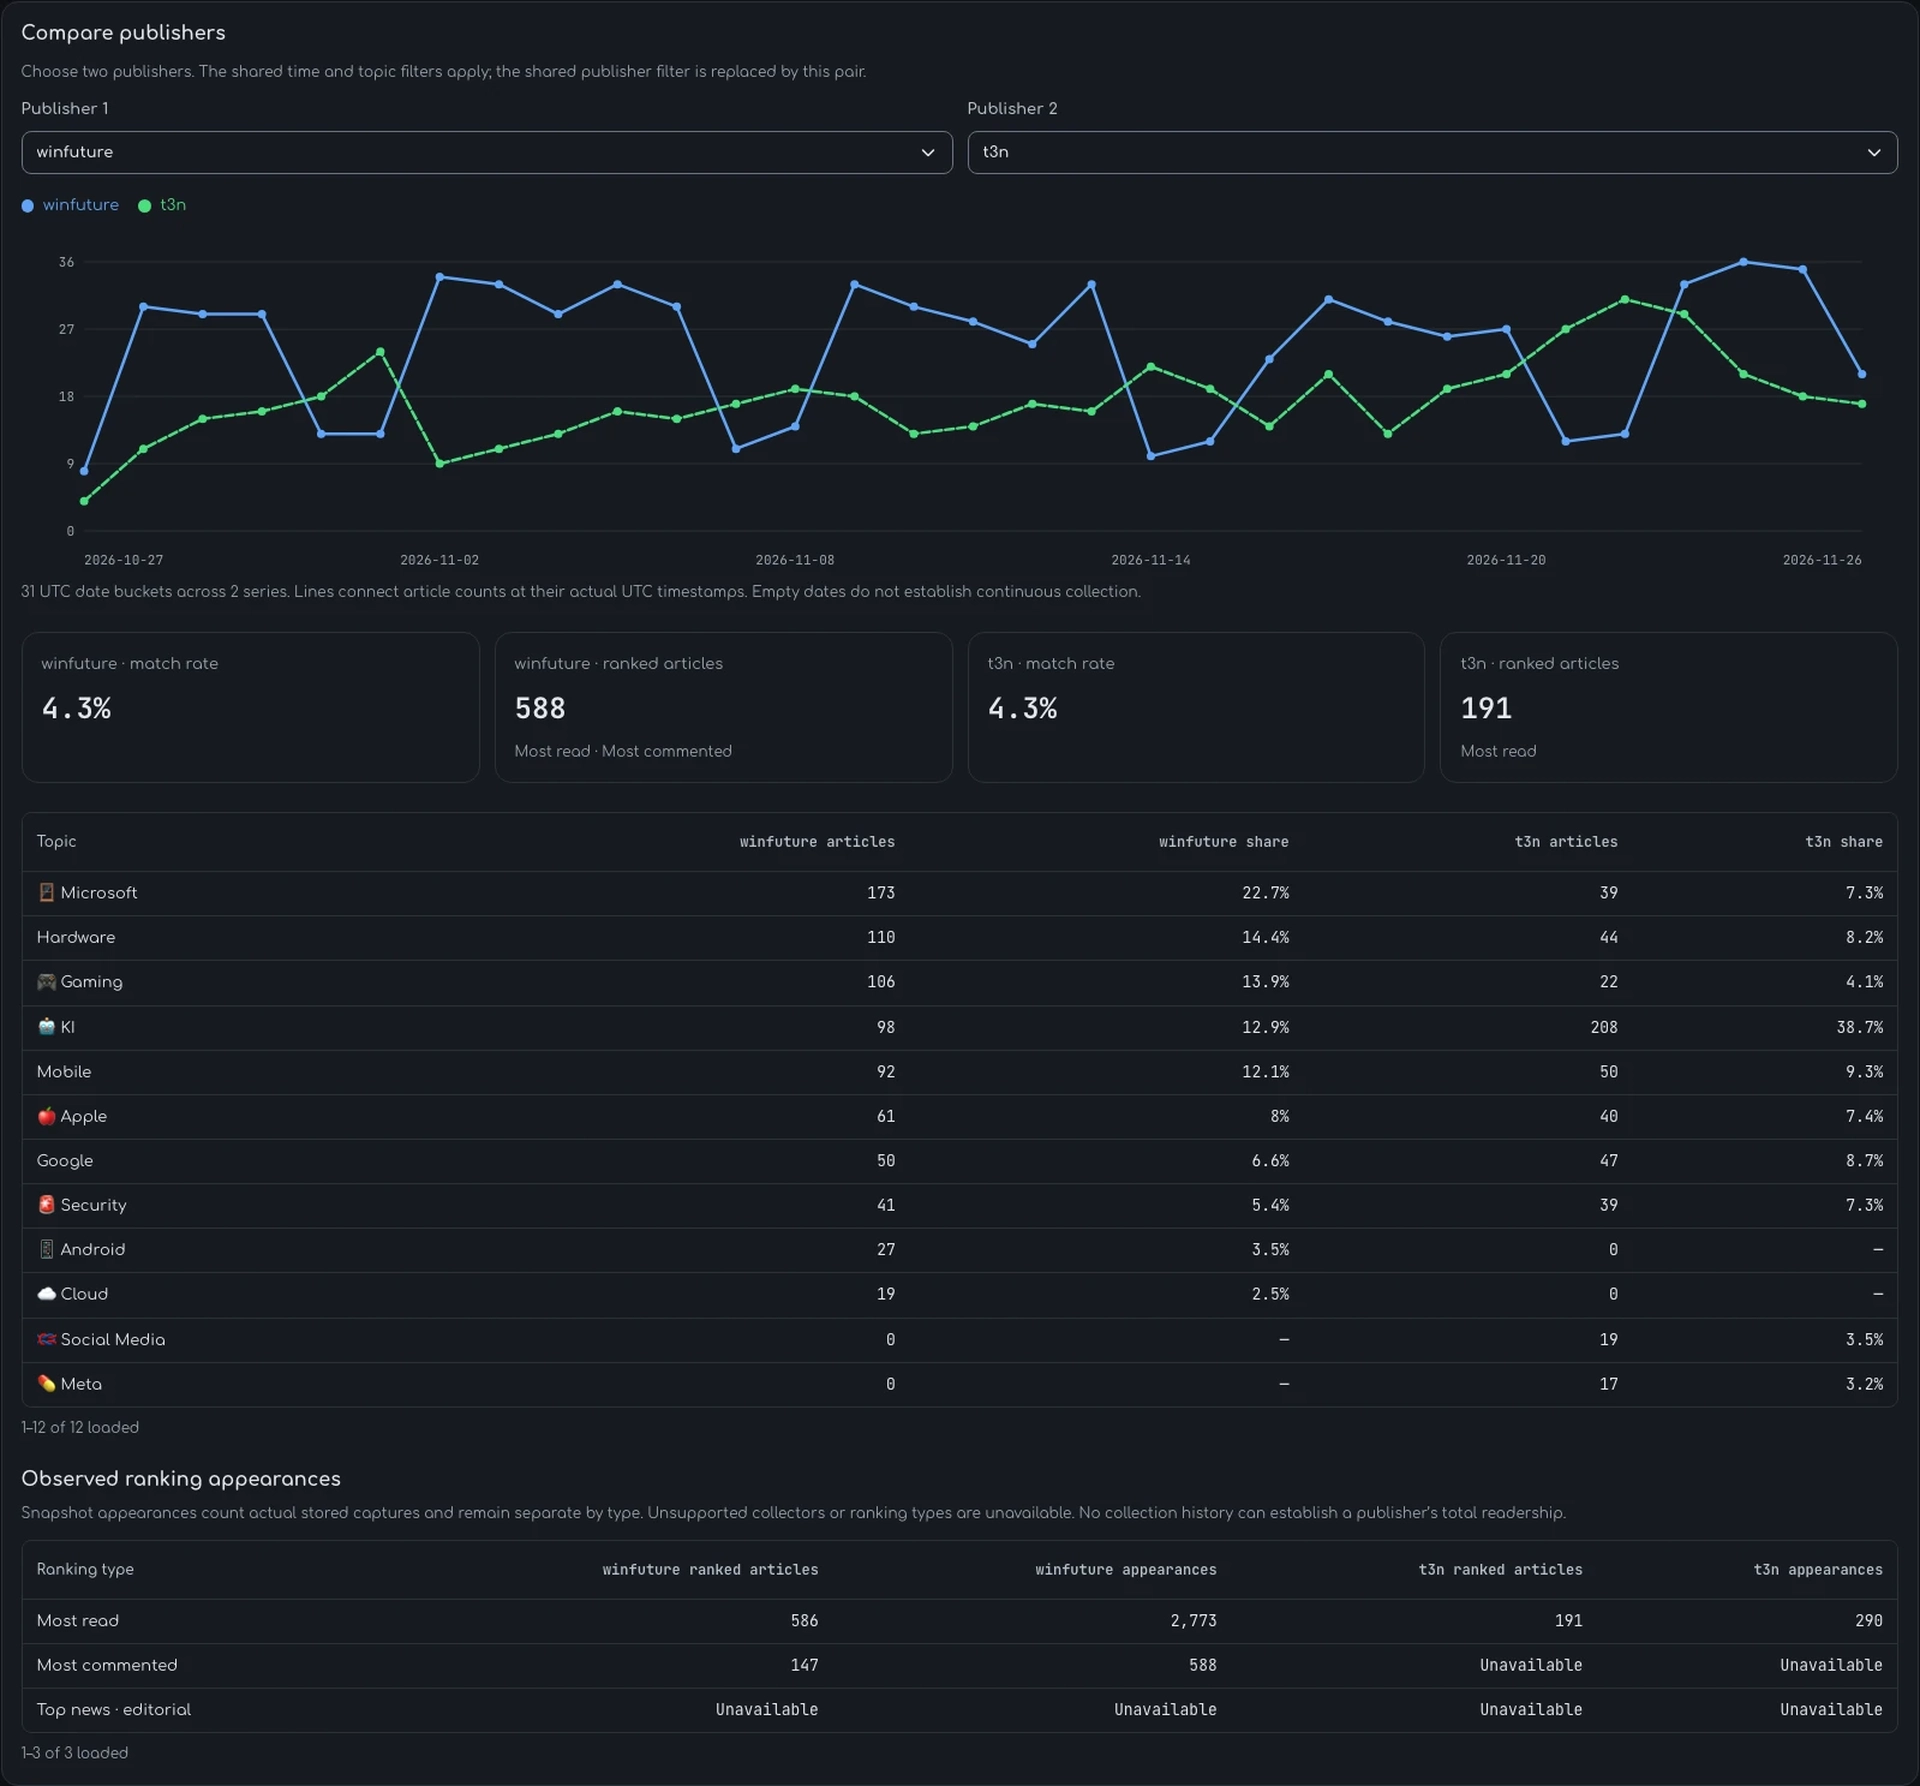 Compare publishers
Choose two publishers. The shared time and topic filters apply; the shared publisher filter is replaced by this pair.
Publisher 1
Publisher 2
winfuture
t3n
winfuture t3n
36
27
18
9
0
2026-10-27 2026-11-02 2026-11-08 2026-11-14 2026-11-20 2026-11-26
31 UTC date buckets across 2 series. Lines connect article counts at their actual UTC timestamps. Empty dates do not establish continuous collection.
winfuture · match rate
4.3%
winfuture · ranked articles
588
Most read · Most commented
t3n · match rate
4.3%
t3n · ranked articles
191
Most read
Topic winfuture articles winfuture share t3n articles t3n share
🪟 Microsoft 173 22.7% 39 7.3%
Hardware 110 14.4% 44 8.2%
🎮 Gaming 106 13.9% 22 4.1%
🤖 KI 98 12.9% 208 38.7%
Mobile 92 12.1% 50 9.3%
🍎 Apple 61 8% 40 7.4%
Google 50 6.6% 47 8.7%
🚨 Security 41 5.4% 39 7.3%
Android 27 3.5% 0 —
☁️ Cloud 19 2.5% 0 —
Social Media 0 — 19 3.5%
💊 Meta 0 — 17 3.2%
1–12 of 12 loaded
Observed ranking appearances
Snapshot appearances count actual stored captures and remain separate by type. Unsupported collectors or ranking types are unavailable. No collection history can establish a publisher's total readership.
Ranking type winfuture ranked articles winfuture appearances t3n ranked articles t3n appearances
Most read 586 2,773 191 290
Most commented 147 588 Unavailable Unavailable
Top news · editorial Unavailable Unavailable Unavailable Unavailable
1–3 of 3 loaded